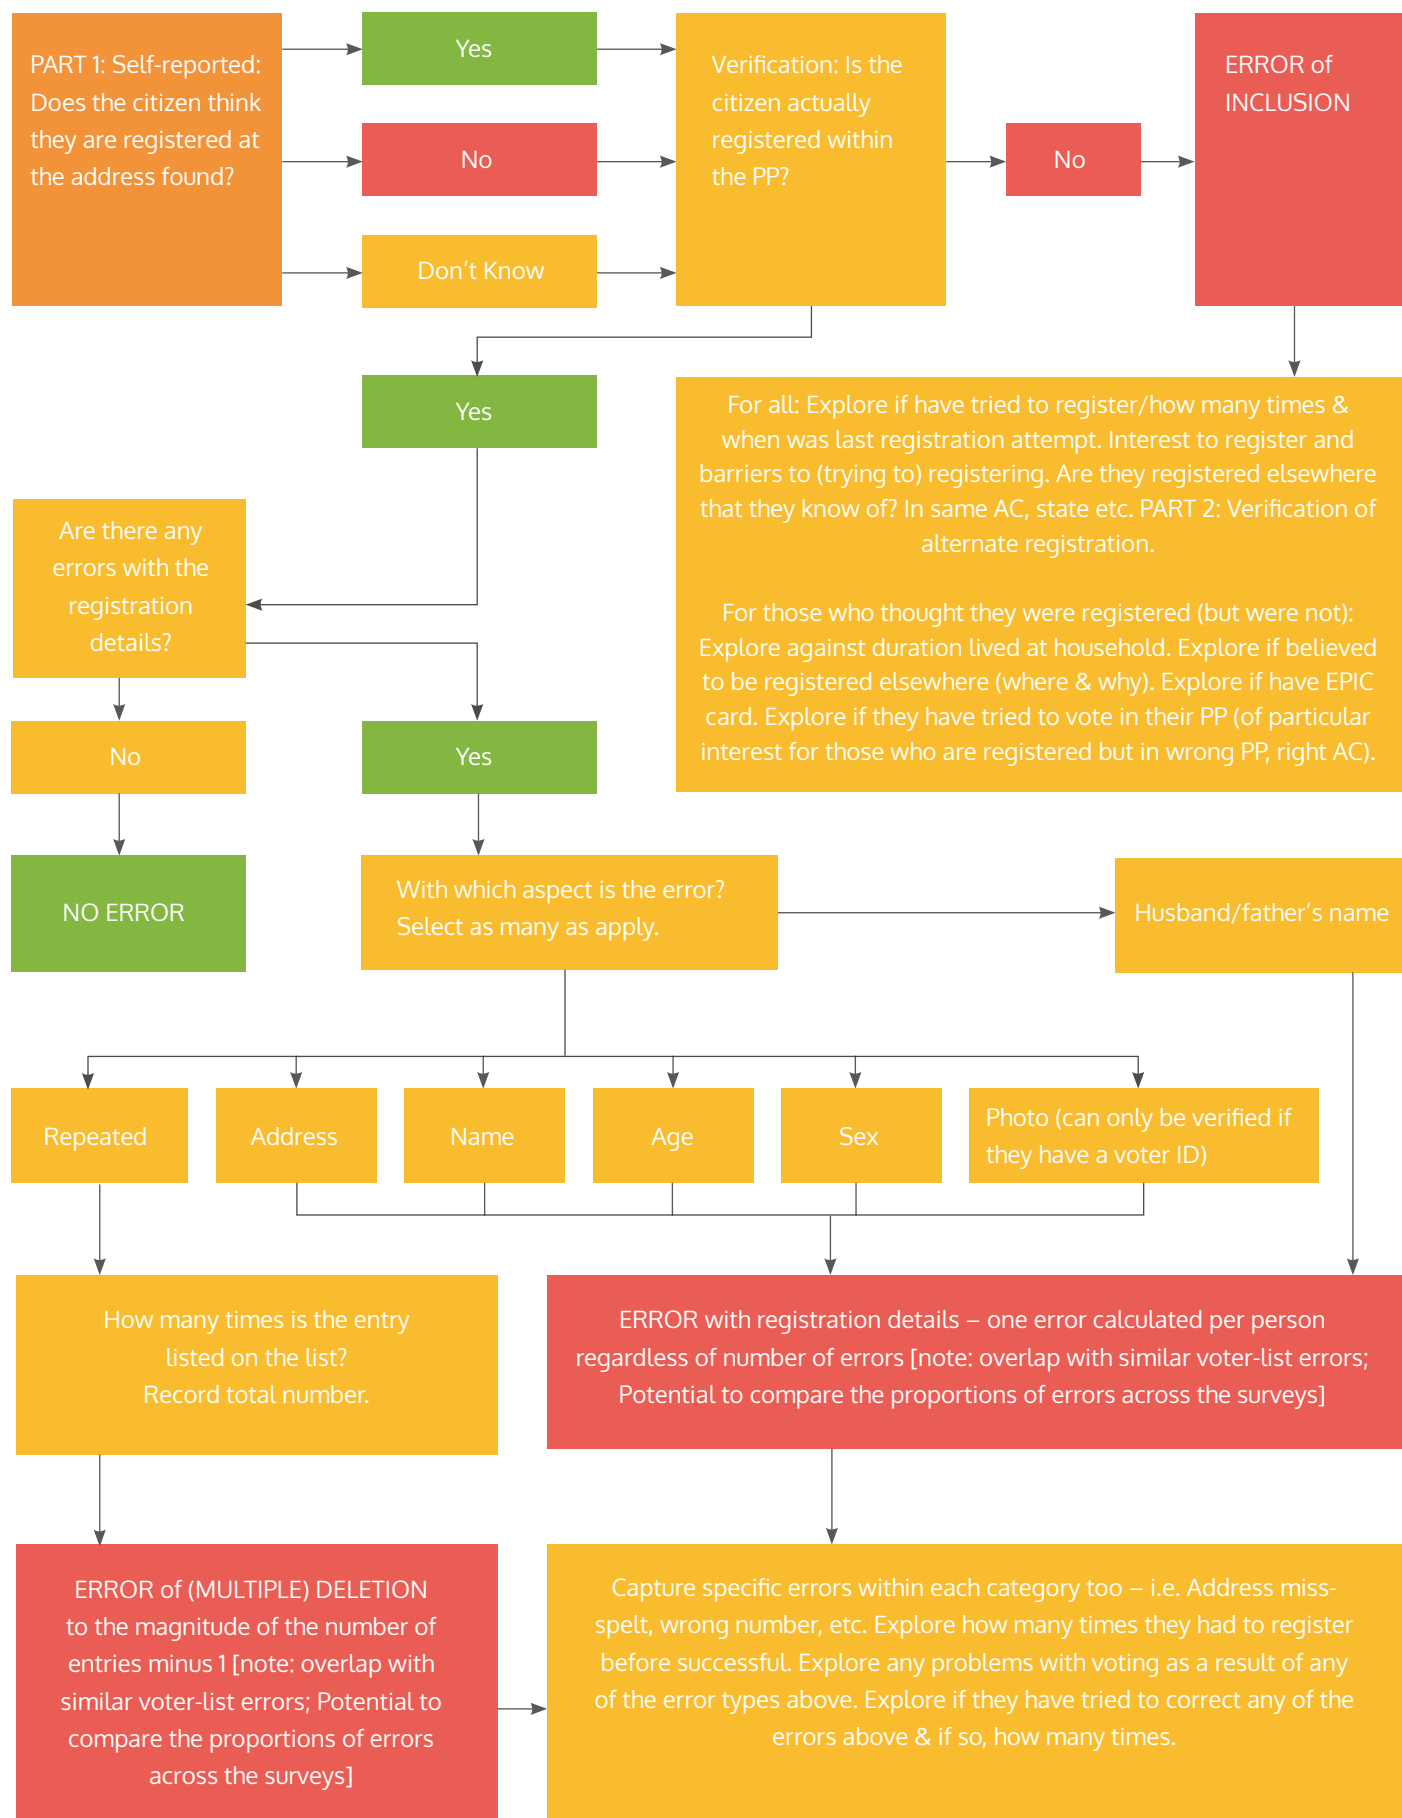 PART 1: Self-reported:
Does the citizen think
they are registered at
the address found?
Yes
No
Don't Know
Verification: Is the
citizen actually
registered within
the PP?
No
ERROR of
INCLUSION
Yes
For all: Explore if have tried to register/how many times &
when was last registration attempt. Interest to register and
barriers to (trying to) registering. Are they registered elsewhere
that they know of? In same AC, state etc. PART 2: Verification of
alternate registration.
For those who thought they were registered (but were not):
Explore against duration lived at household. Explore if believed
to be registered elsewhere (where & why). Explore if have EPIC
card. Explore if they have tried to vote in their PP (of particular
interest for those who are registered but in wrong PP, right AC).
Are there any
errors with the
registration
details?
No
Yes
NO ERROR
With which aspect is the error?
Select as many as apply.
Husband/father's name
Repeated
Address
Name
Age
Sex
Photo (can only be verified if
they have a voter ID)
How many times is the entry
listed on the list?
Record total number.
ERROR with registration details – one error calculated per person
regardless of number of errors [note: overlap with similar voter-list errors;
Potential to compare the proportions of errors across the surveys]
ERROR of (MULTIPLE) DELETION
to the magnitude of the number of
entries minus 1 [note: overlap with
similar voter-list errors; Potential to
compare the proportions of errors
across the surveys]
Capture specific errors within each category too – i.e. Address miss-
spelt, wrong number, etc. Explore how many times they had to register
before successful. Explore any problems with voting as a result of any
of the error types above. Explore if they have tried to correct any of the
errors above & if so, how many times.